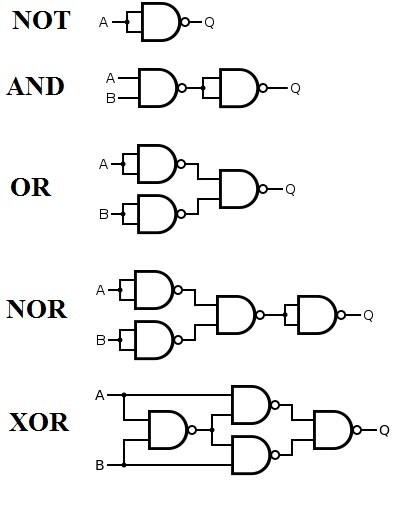 NOT A Q
AND A Q
B
OR A Q
B
NOR A Q
B
XOR A Q
B